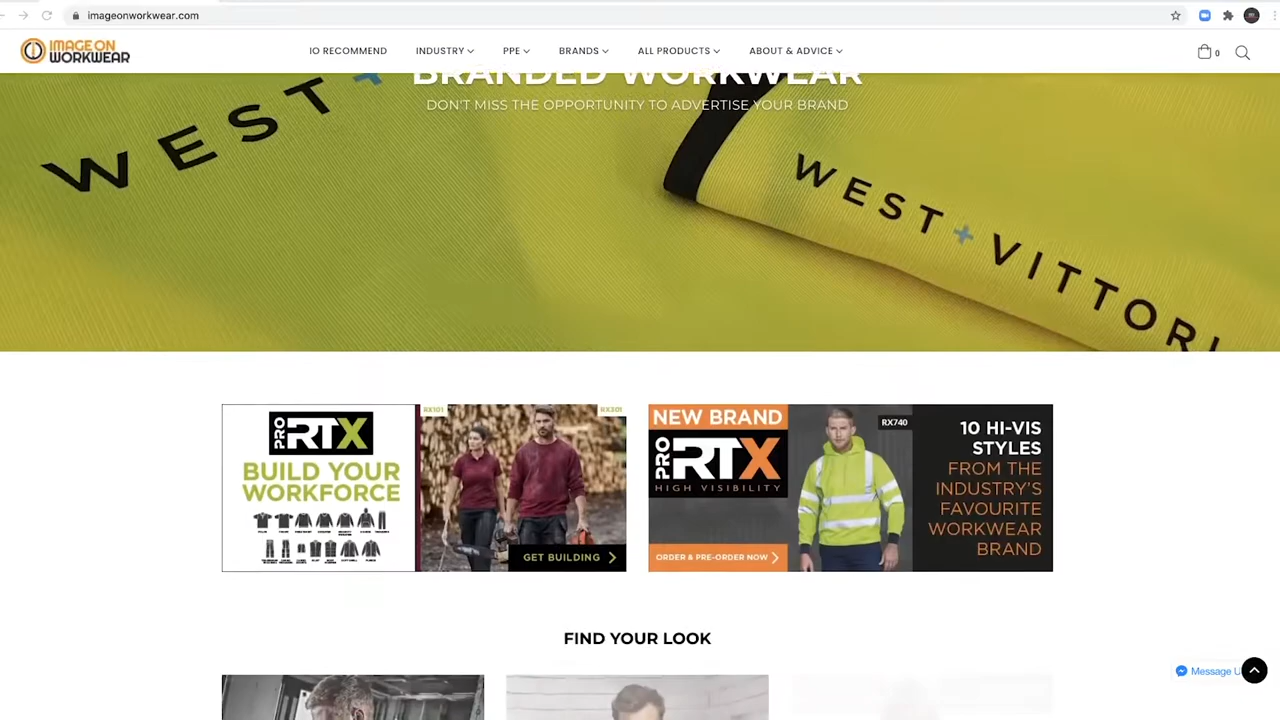 imageonworkwear.com
IMAGE ON
WORKWEAR
IO RECOMMEND
INDUSTRY
PPE
BRANDS
ALL PRODUCTS
ABOUT & ADVICE
0
BRANDED WORKWEAR
DON'T MISS THE OPPORTUNITY TO ADVERTISE YOUR BRAND
WEST+
WEST+VITTORI
PRO RTX
BUILD YOUR
WORKFORCE
RX101
RX301
GET BUILDING
NEW BRAND
PRO RTX
HIGH VISIBILITY
ORDER & PRE-ORDER NOW
RX740
10 HI-VIS
STYLES
FROM THE
INDUSTRY'S
FAVOURITE
WORKWEAR
BRAND
FIND YOUR LOOK
Message U